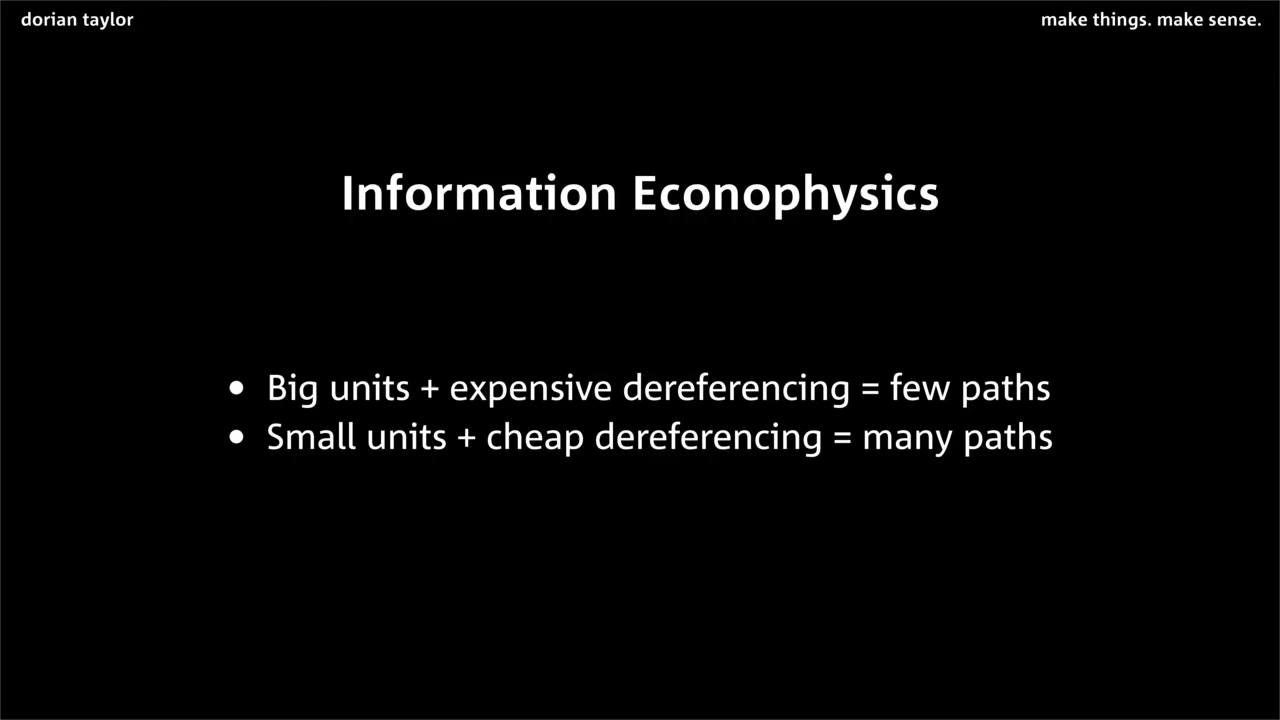 dorian taylor
make things. make sense.
Information Econophysics
• Big units + expensive dereferencing = few paths
• Small units + cheap dereferencing = many paths